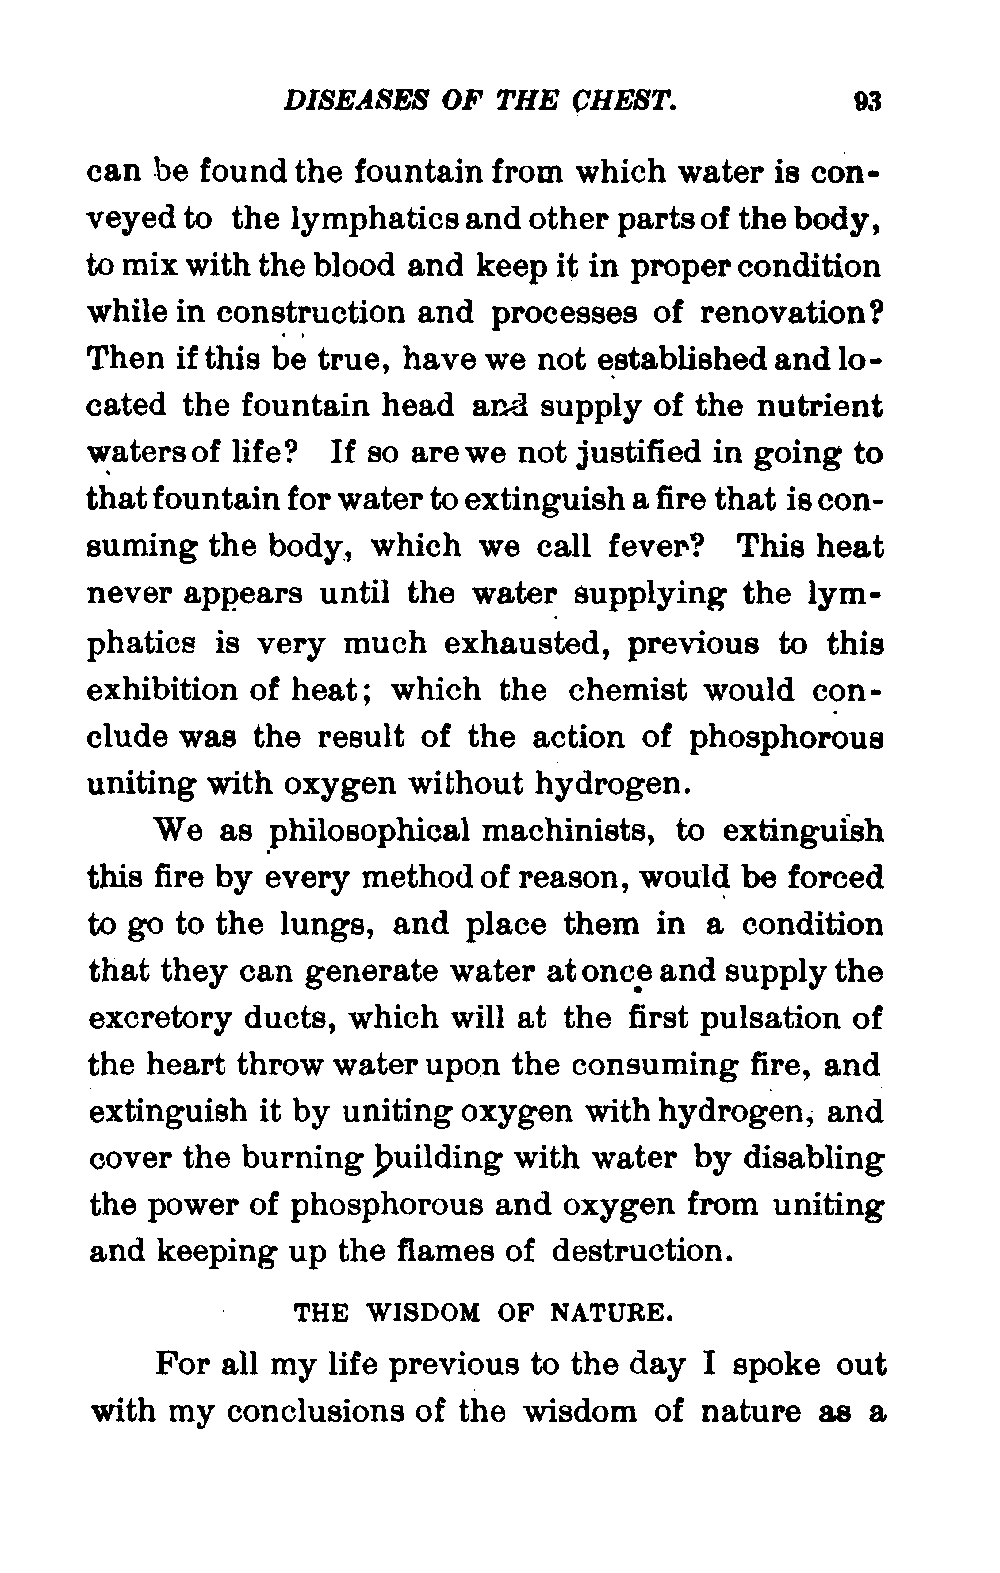 DISEASES OF THE CHEST. 93
can be found the fountain from which water is con-
veyed to the lymphatics and other parts of the body,
to mix with the blood and keep it in proper condition
while in construction and processes of renovation?
Then if this be true, have we not established and lo-
cated the fountain head and supply of the nutrient
waters of life? If so are we not justified in going to
that fountain for water to extinguish a fire that is con-
suming the body, which we call fever? This heat
never appears until the water supplying the lym-
phatics is very much exhausted, previous to this
exhibition of heat; which the chemist would con-
clude was the result of the action of phosphorous
uniting with oxygen without hydrogen.
We as philosophical machinists, to extinguish
this fire by every method of reason, would be forced
to go to the lungs, and place them in a condition
that they can generate water at once and supply the
excretory ducts, which will at the first pulsation of
the heart throw water upon the consuming fire, and
extinguish it by uniting oxygen with hydrogen, and
cover the burning building with water by disabling
the power of phosphorous and oxygen from uniting
and keeping up the flames of destruction.
THE WISDOM OF NATURE.
For all my life previous to the day I spoke out
with my conclusions of the wisdom of nature as a